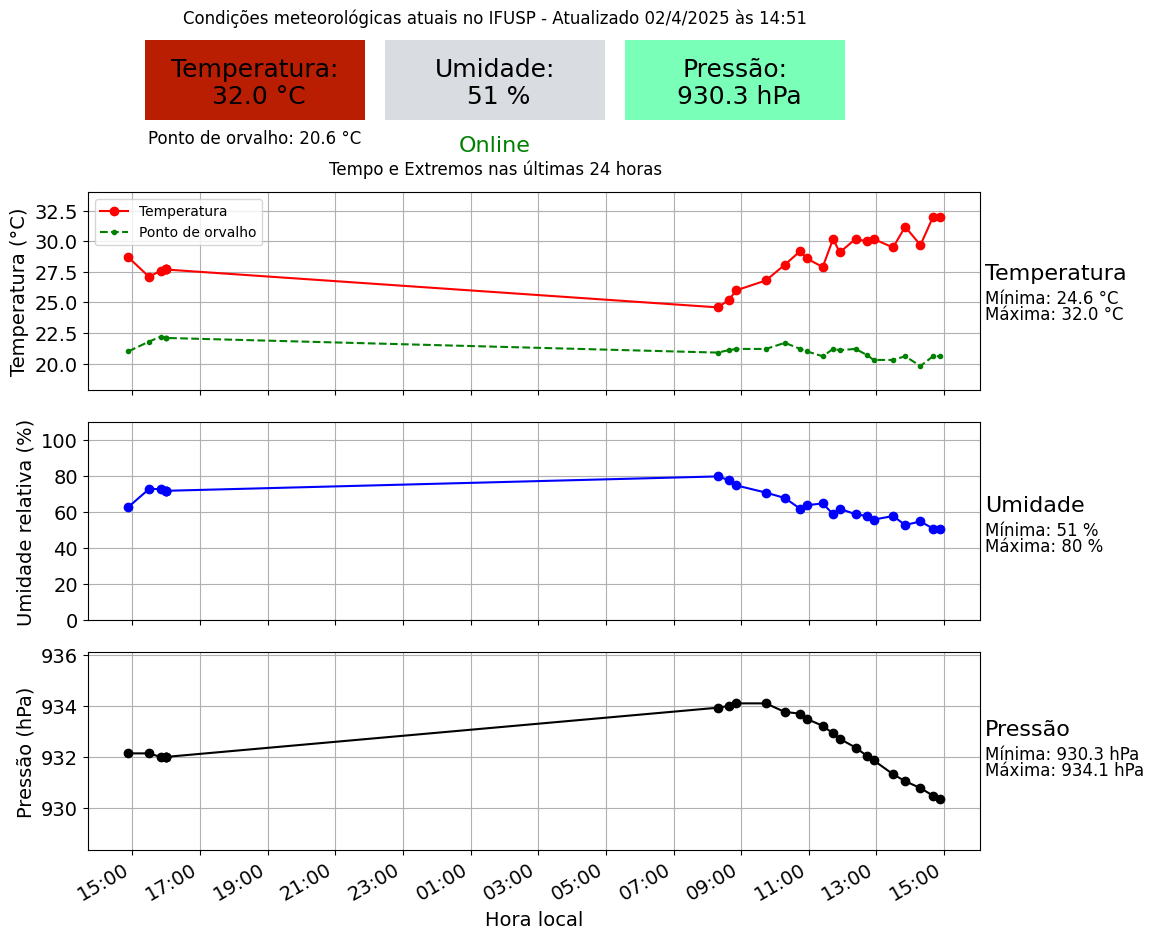 Condições meteorológicas atuais no IFUSP - Atualizado 02/4/2025 às 14:51
Temperatura:
32.0 °C
Umidade:
51 %
Pressão:
930.3 hPa
Ponto de orvalho: 20.6 °C
Online
Tempo e Extremos nas últimas 24 horas
Temperatura (°C)
32.5
30.0
27.5
25.0
22.5
20.0
Temperatura
Ponto de orvalho
Temperatura
Mínima: 24.6 °C
Máxima: 32.0 °C
Umidade relativa (%)
100
80
60
40
20
0
Umidade
Mínima: 51 %
Máxima: 80 %
Pressão (hPa)
936
934
932
930
Pressão
Mínima: 930.3 hPa
Máxima: 934.1 hPa
15:00 17:00 19:00 21:00 23:00 01:00 03:00 05:00 07:00 09:00 11:00 13:00 15:00
Hora local